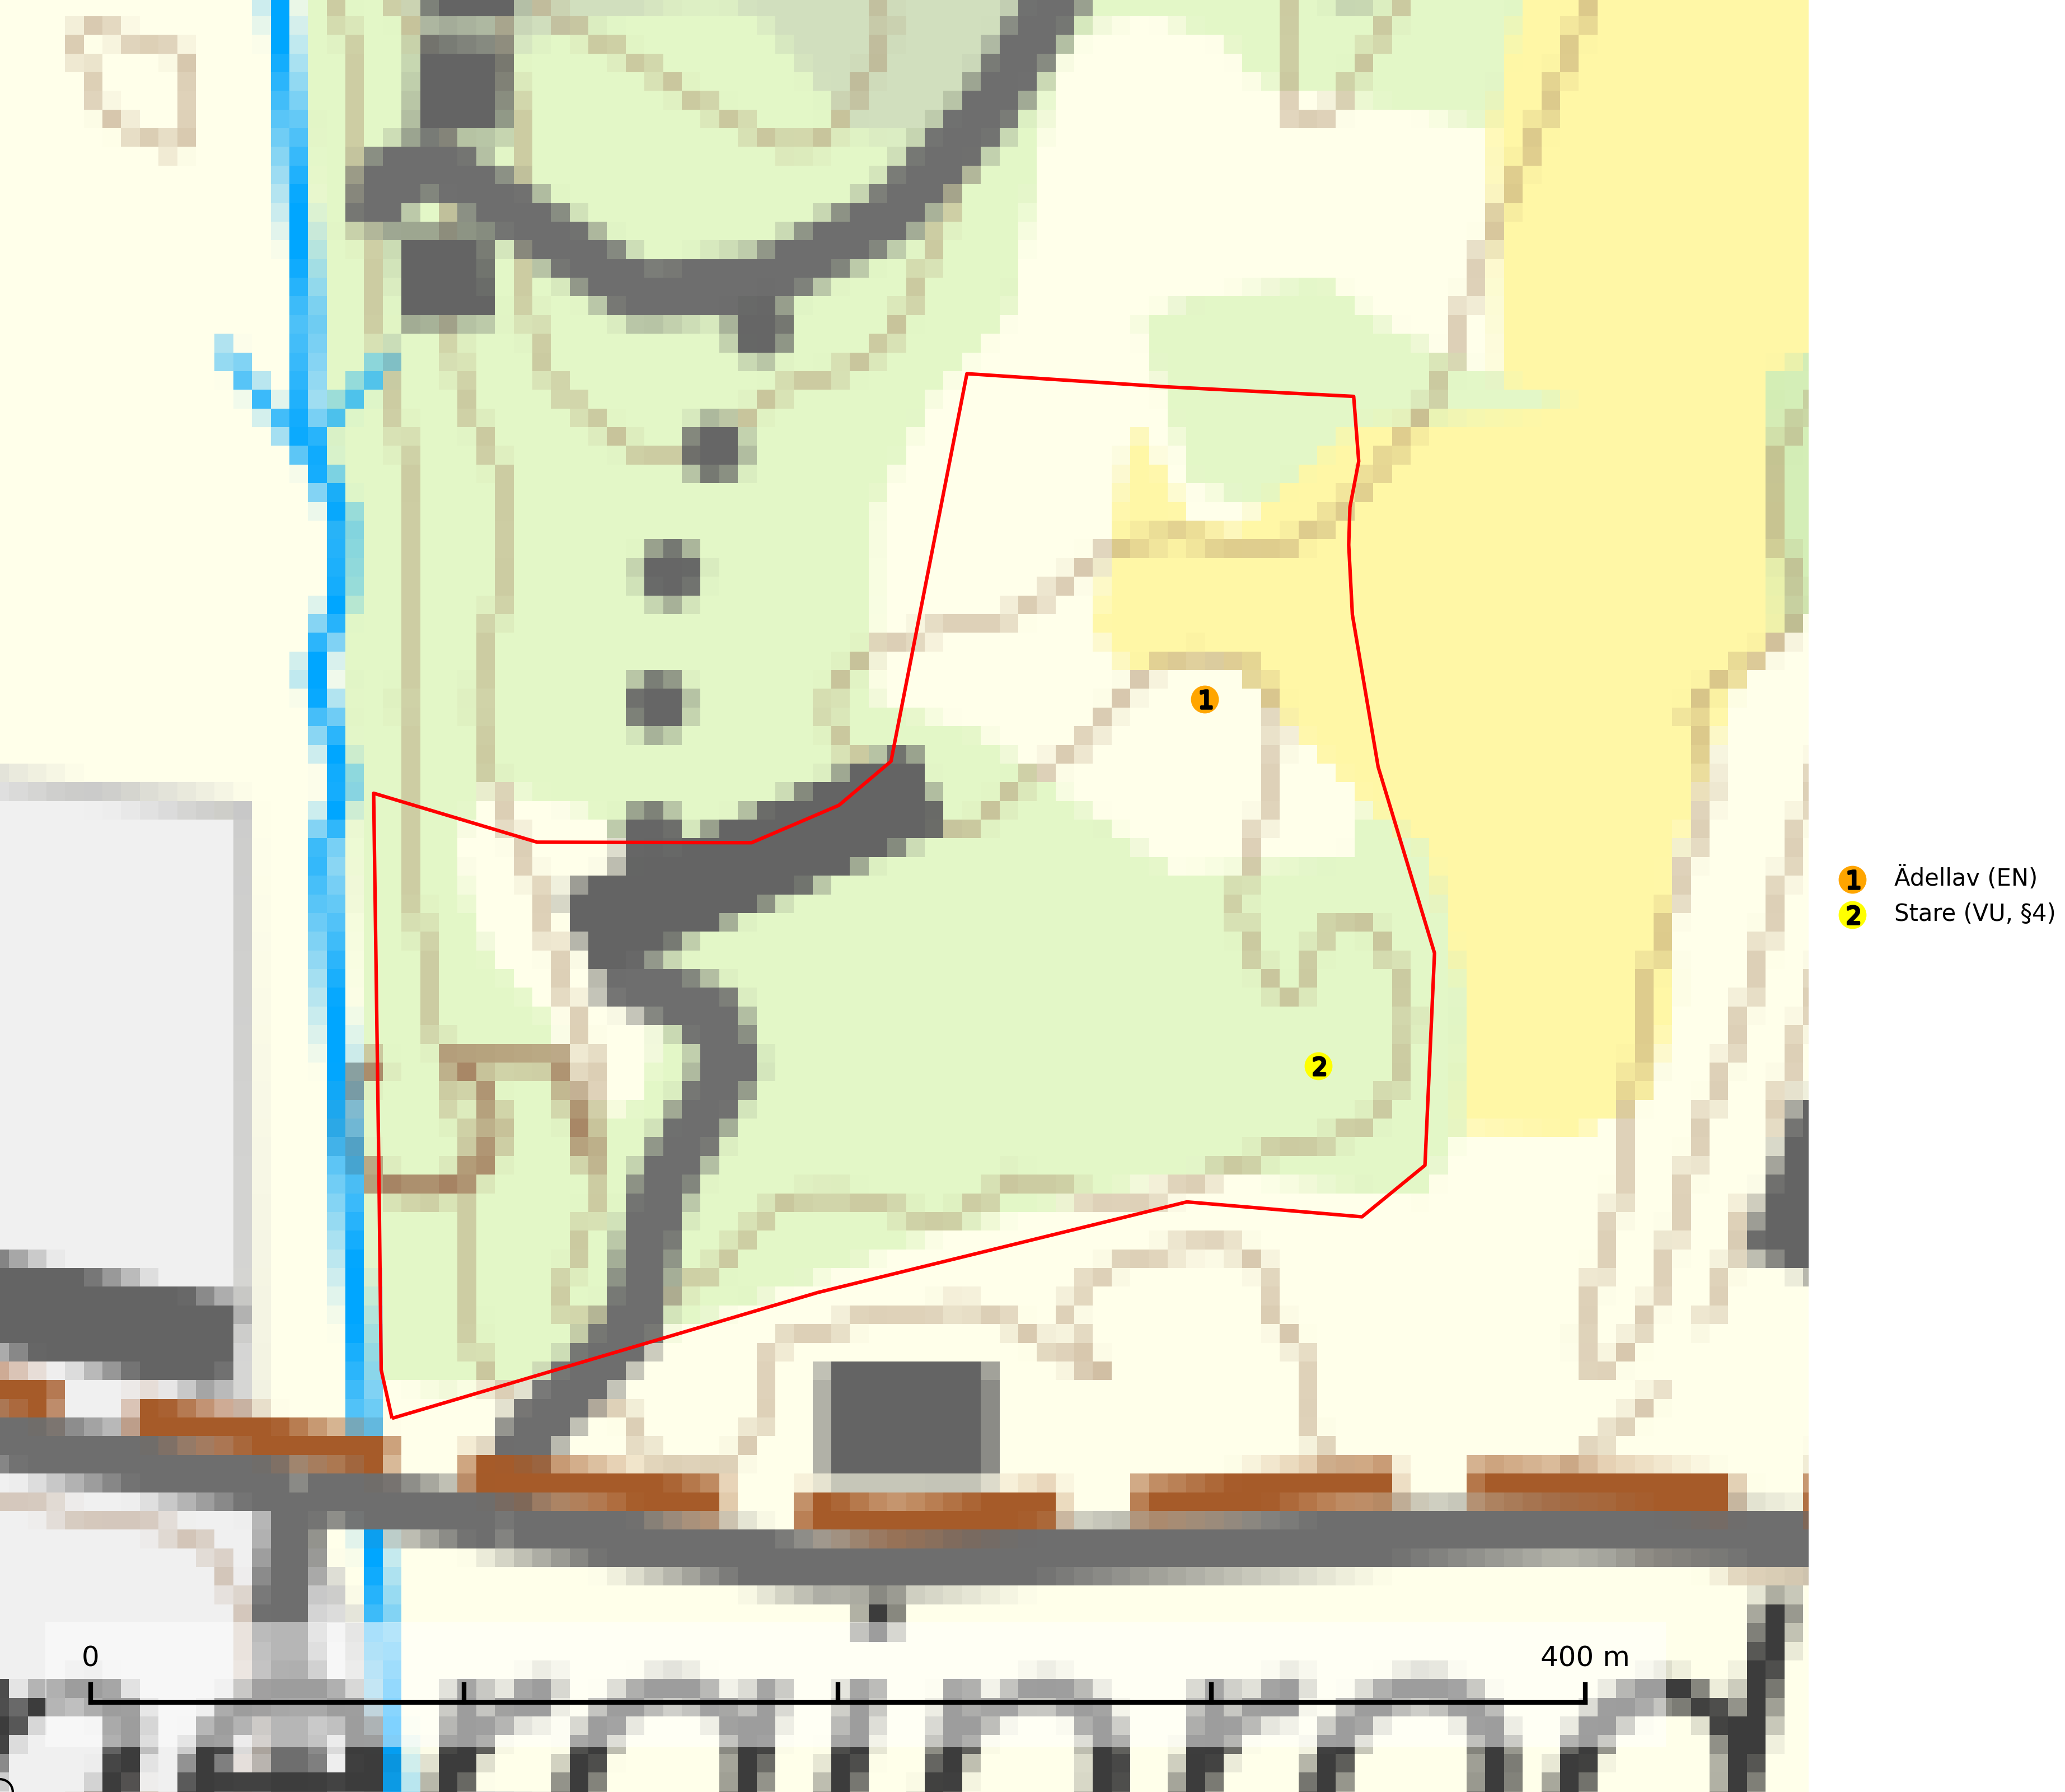 1
2
1 Ädellav (EN)
2 Stare (VU, §4)
0 400 m